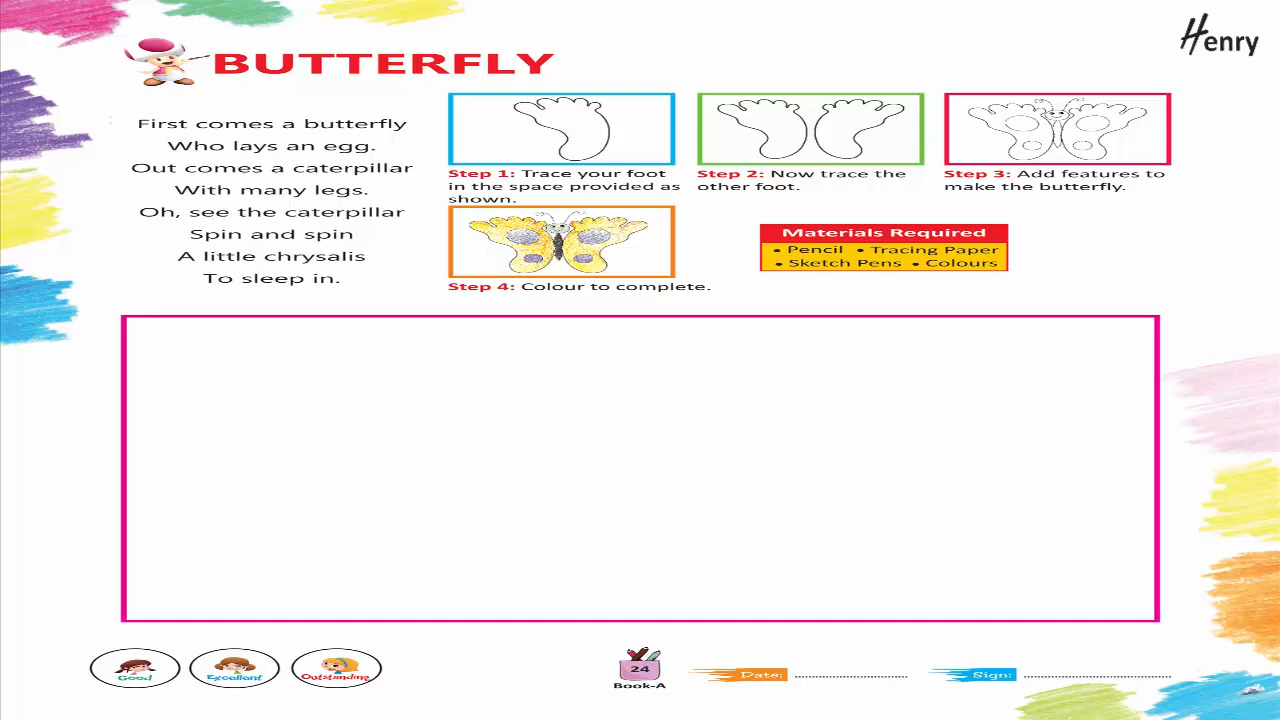 Henry
BUTTERFLY
First comes a butterfly
Who lays an egg.
Out comes a caterpillar
With many legs.
Oh, see the caterpillar
Spin and spin
A little chrysalis
To sleep in.
Step 1: Trace your foot
in the space provided as
shown.
Step 2: Now trace the
other foot.
Step 3: Add features to
make the butterfly.
Step 4: Colour to complete.
Materials Required
• Pencil • Tracing Paper
• Sketch Pens • Colours
Good
Excellent
Outstanding
24
Book-A
Date:
Sign: